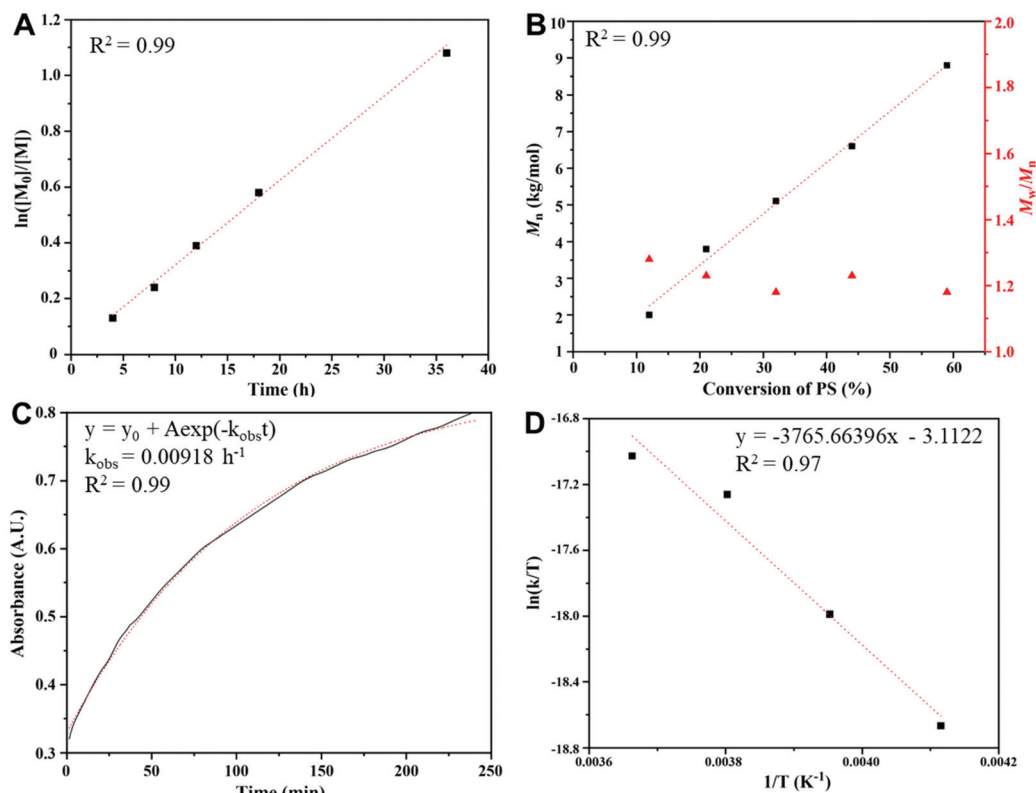 A
R² = 0.99
1.2
1.0
0.8
0.6
0.4
0.2
0
ln([M₀]/[M])
0 5 10 15 20 25 30 35 40
Time (h)
B
R² = 0.99
10
9
8
7
6
5
4
3
2
1
Mₙ (kg/mol)
2.0
1.8
1.6
1.4
1.2
1.0
M_w/Mₙ
0 10 20 30 40 50 60 70
Conversion of PS (%)
C
y = y₀ + Aexp(-k_obst)
k_obs = 0.00918 h⁻¹
R² = 0.99
0.8
0.7
0.6
0.5
0.4
0.3
Absorbance (A.U.)
0 50 100 150 200 250
Time (min)
D
y = -3765.66396x - 3.1122
R² = 0.97
-16.8
-17.2
-17.6
-18.0
-18.4
-18.8
ln(k/T)
0.0036 0.0038 0.0040 0.0042
1/T (K⁻¹)